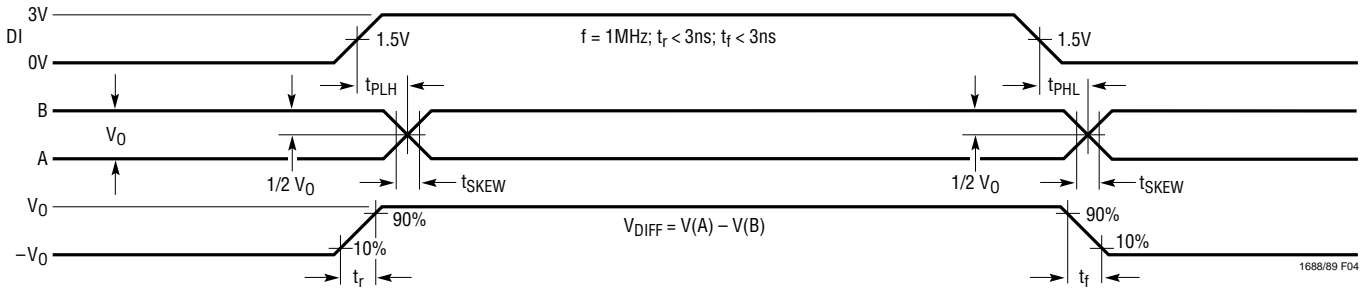 3V
DI
0V
1.5V
f = 1MHz; tr < 3ns; tf < 3ns
1.5V
tPLH
tPHL
B
VO
A
1/2 VO
tSKEW
1/2 VO
tSKEW
VO
–VO
90%
10%
VDIFF = V(A) – V(B)
90%
10%
tr
tf
1688/89 F04